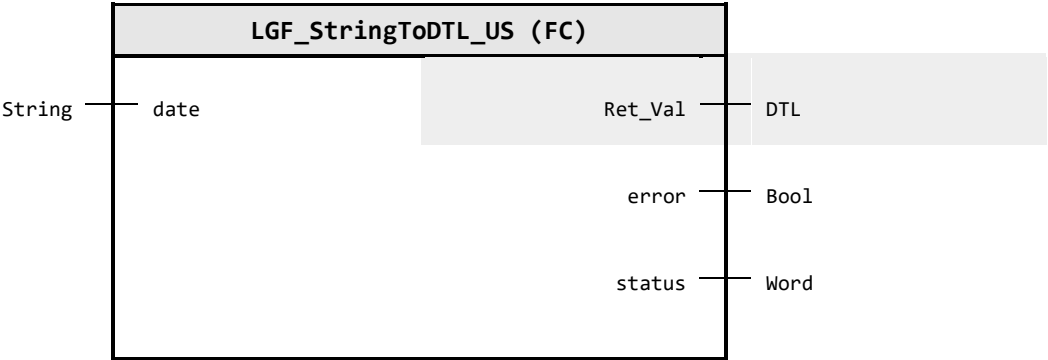 LGF_StringToDTL_US (FC)
String date Ret_Val DTL
error Bool
status Word